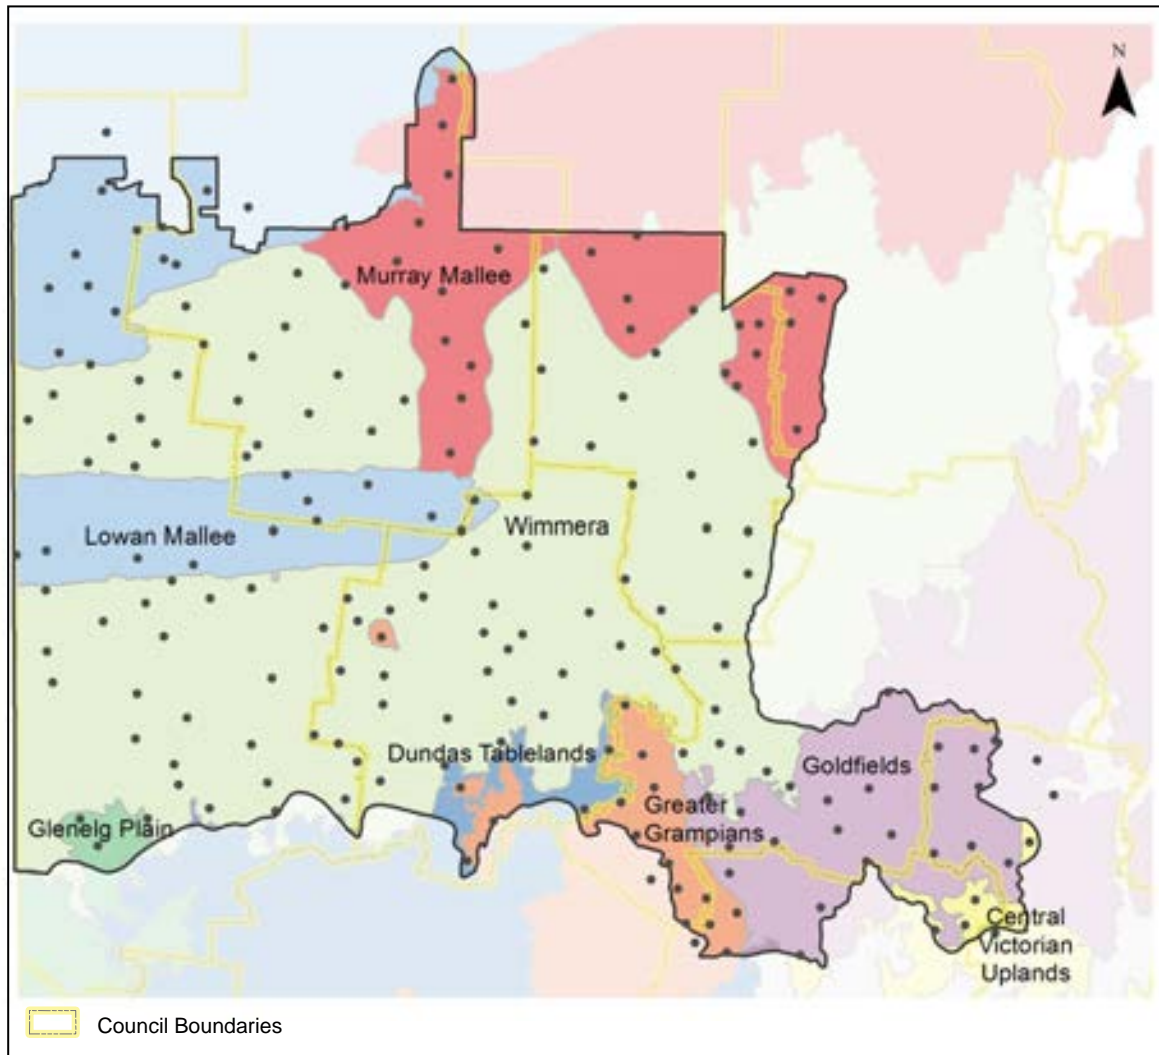 N
Murray Mallee
Lowan Mallee
Wimmera
Dundas Tablelands
Goldfields
Glenelg Plain
Greater
Grampians
Central
Victorian
Uplands
Council Boundaries